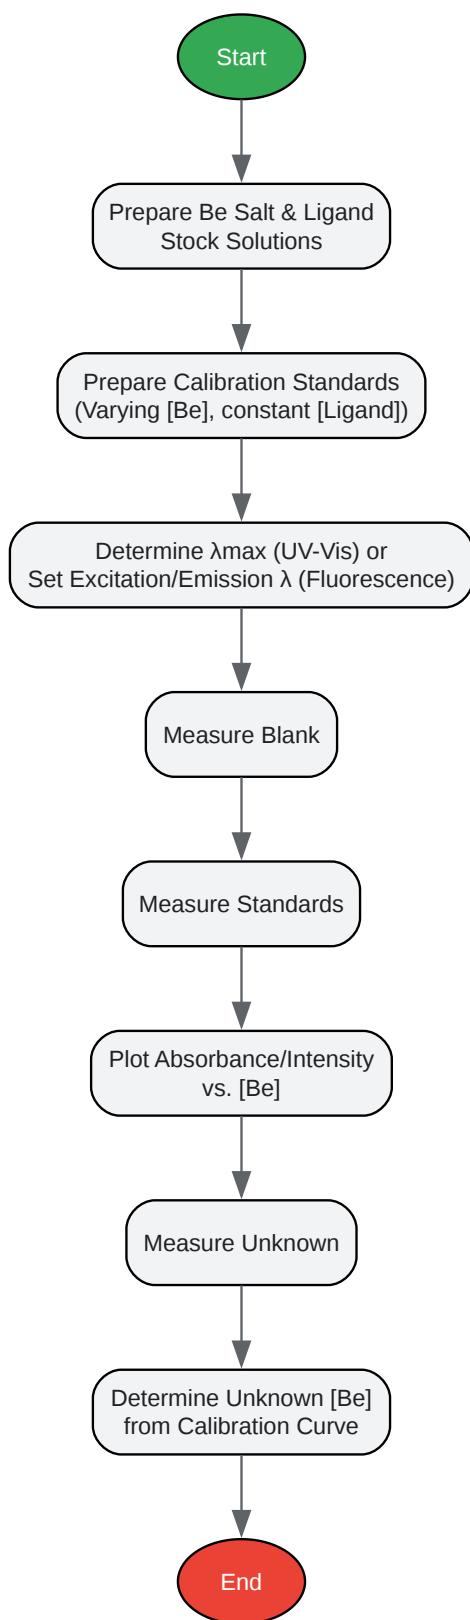 Start
Prepare Be Salt & Ligand
Stock Solutions
Prepare Calibration Standards
(Varying [Be], constant [Ligand])
Determine λmax (UV-Vis) or
Set Excitation/Emission λ (Fluorescence)
Measure Blank
Measure Standards
Plot Absorbance/Intensity
vs. [Be]
Measure Unknown
Determine Unknown [Be]
from Calibration Curve
End